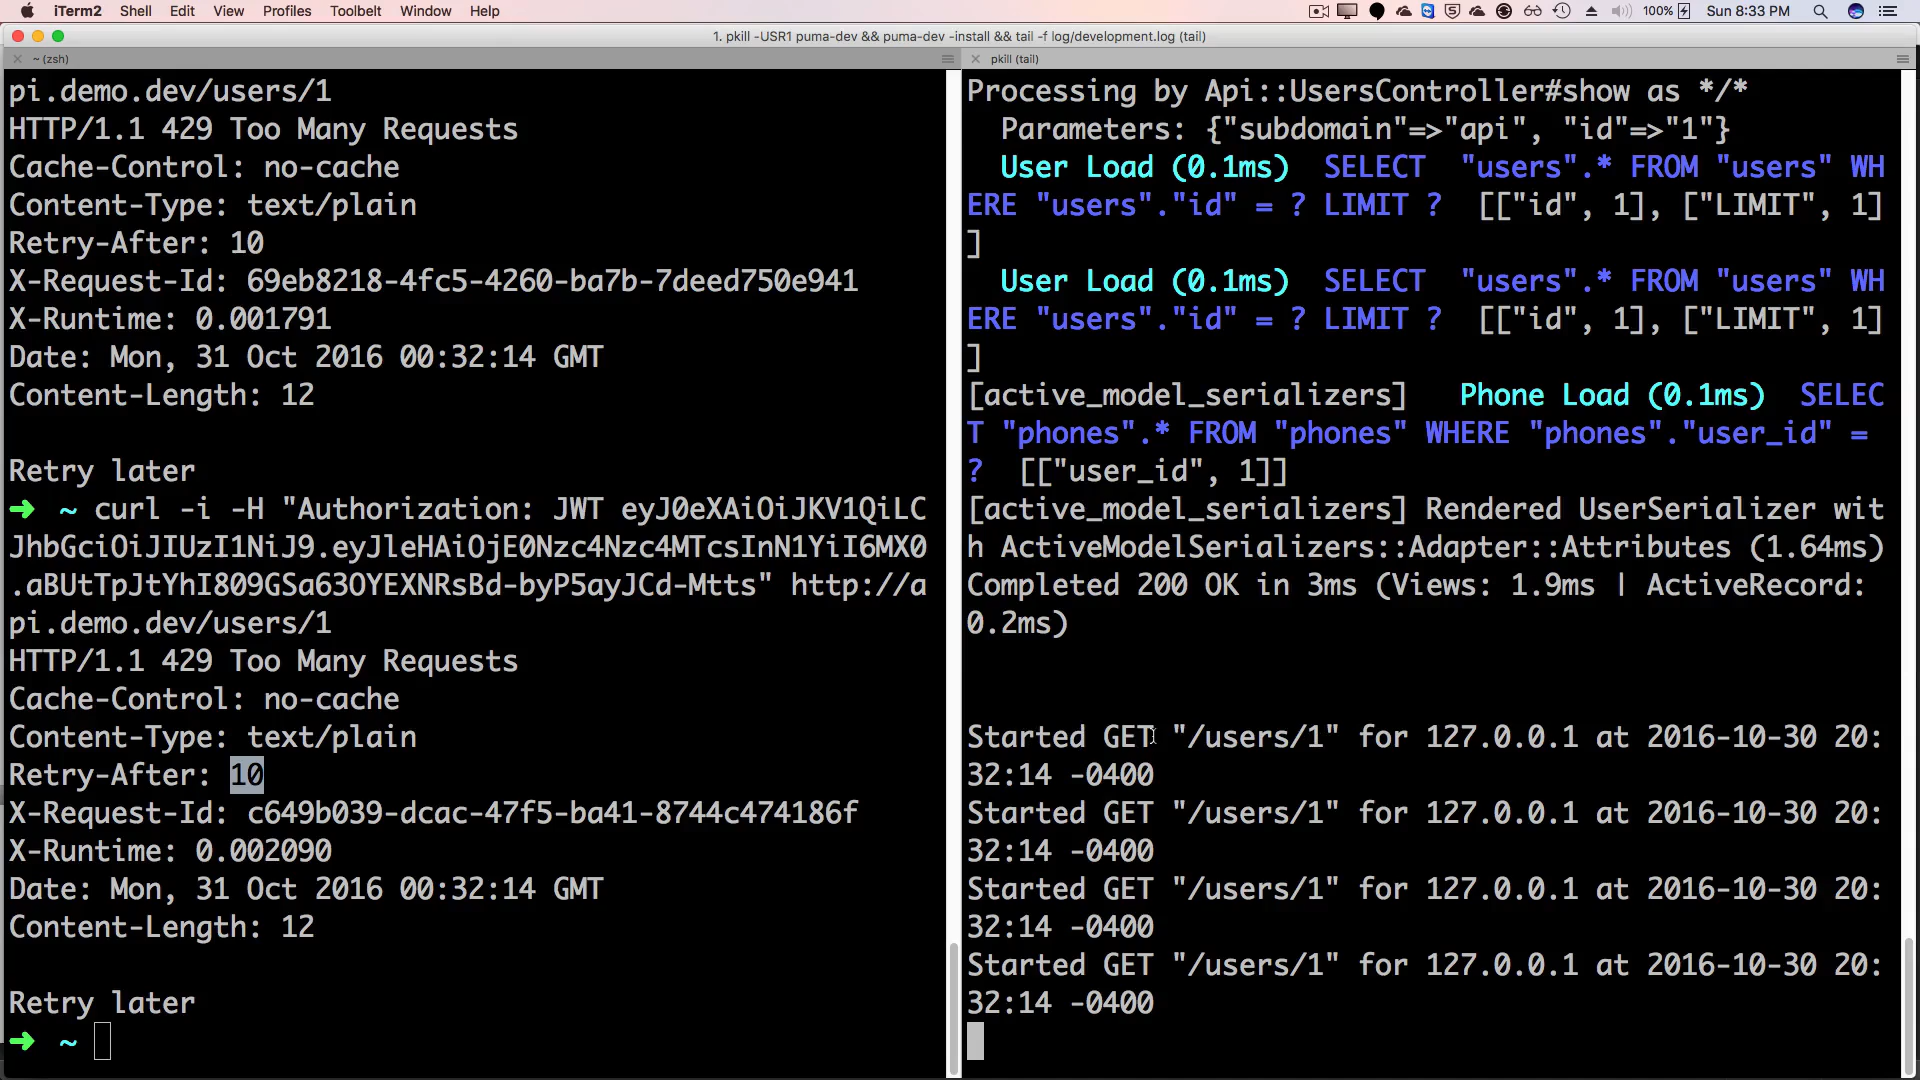 iTerm2 Shell Edit View Profiles Toolbelt Window Help 100% Sun 8:33 PM
1. pkill -USR1 puma-dev && puma-dev -install && tail -f log/development.log (tail)
~ (zsh)
pi.demo.dev/users/1
HTTP/1.1 429 Too Many Requests
Cache-Control: no-cache
Content-Type: text/plain
Retry-After: 10
X-Request-Id: 69eb8218-4fc5-4260-ba7b-7deed750e941
X-Runtime: 0.001791
Date: Mon, 31 Oct 2016 00:32:14 GMT
Content-Length: 12
Retry later
➜ ~ curl -i -H "Authorization: JWT eyJ0eXAiOiJKV1QiLC
JhbGciOiJIUzI1NiJ9.eyJleHAiOjE0Nzc4Nzc4MTcsInN1YiI6MX0
.aBUtTpJtYhI809GSa63OYEXNRsBd-byP5ayJCd-Mtts" http://a
pi.demo.dev/users/1
HTTP/1.1 429 Too Many Requests
Cache-Control: no-cache
Content-Type: text/plain
Retry-After: 10
X-Request-Id: c649b039-dcac-47f5-ba41-8744c474186f
X-Runtime: 0.002090
Date: Mon, 31 Oct 2016 00:32:14 GMT
Content-Length: 12
Retry later
➜ ~
pkill (tail)
Processing by Api::UsersController#show as */*
Parameters: {"subdomain"=>"api", "id"=>"1"}
User Load (0.1ms) SELECT "users".* FROM "users" WH
ERE "users"."id" = ? LIMIT ? [["id", 1], ["LIMIT", 1]
]
User Load (0.1ms) SELECT "users".* FROM "users" WH
ERE "users"."id" = ? LIMIT ? [["id", 1], ["LIMIT", 1]
]
[active_model_serializers] Phone Load (0.1ms) SELEC
T "phones".* FROM "phones" WHERE "phones"."user_id" =
? [["user_id", 1]]
[active_model_serializers] Rendered UserSerializer wit
h ActiveModelSerializers::Adapter::Attributes (1.64ms)
Completed 200 OK in 3ms (Views: 1.9ms | ActiveRecord:
0.2ms)
Started GET "/users/1" for 127.0.0.1 at 2016-10-30 20:
32:14 -0400
Started GET "/users/1" for 127.0.0.1 at 2016-10-30 20:
32:14 -0400
Started GET "/users/1" for 127.0.0.1 at 2016-10-30 20:
32:14 -0400
Started GET "/users/1" for 127.0.0.1 at 2016-10-30 20:
32:14 -0400